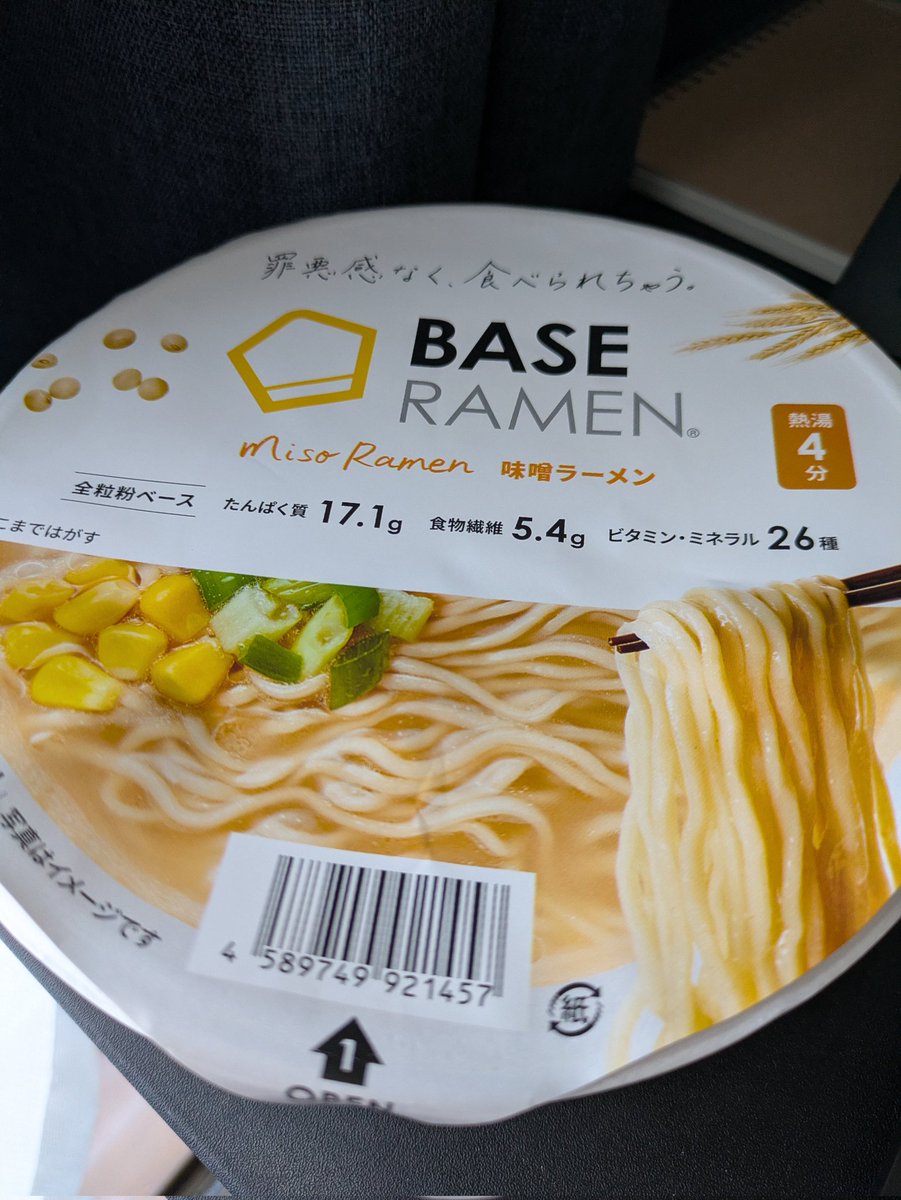 罪悪感なく、食べられちゃう。
BASE
RAMEN®
Miso Ramen 味噌ラーメン
熱湯
4
分
全粒粉ベース
たんぱく質 17.1g 食物繊維 5.4g ビタミン・ミネラル 26種
こまではがす
写真はイメージです
4 589749 921457
紙
1
OPEN